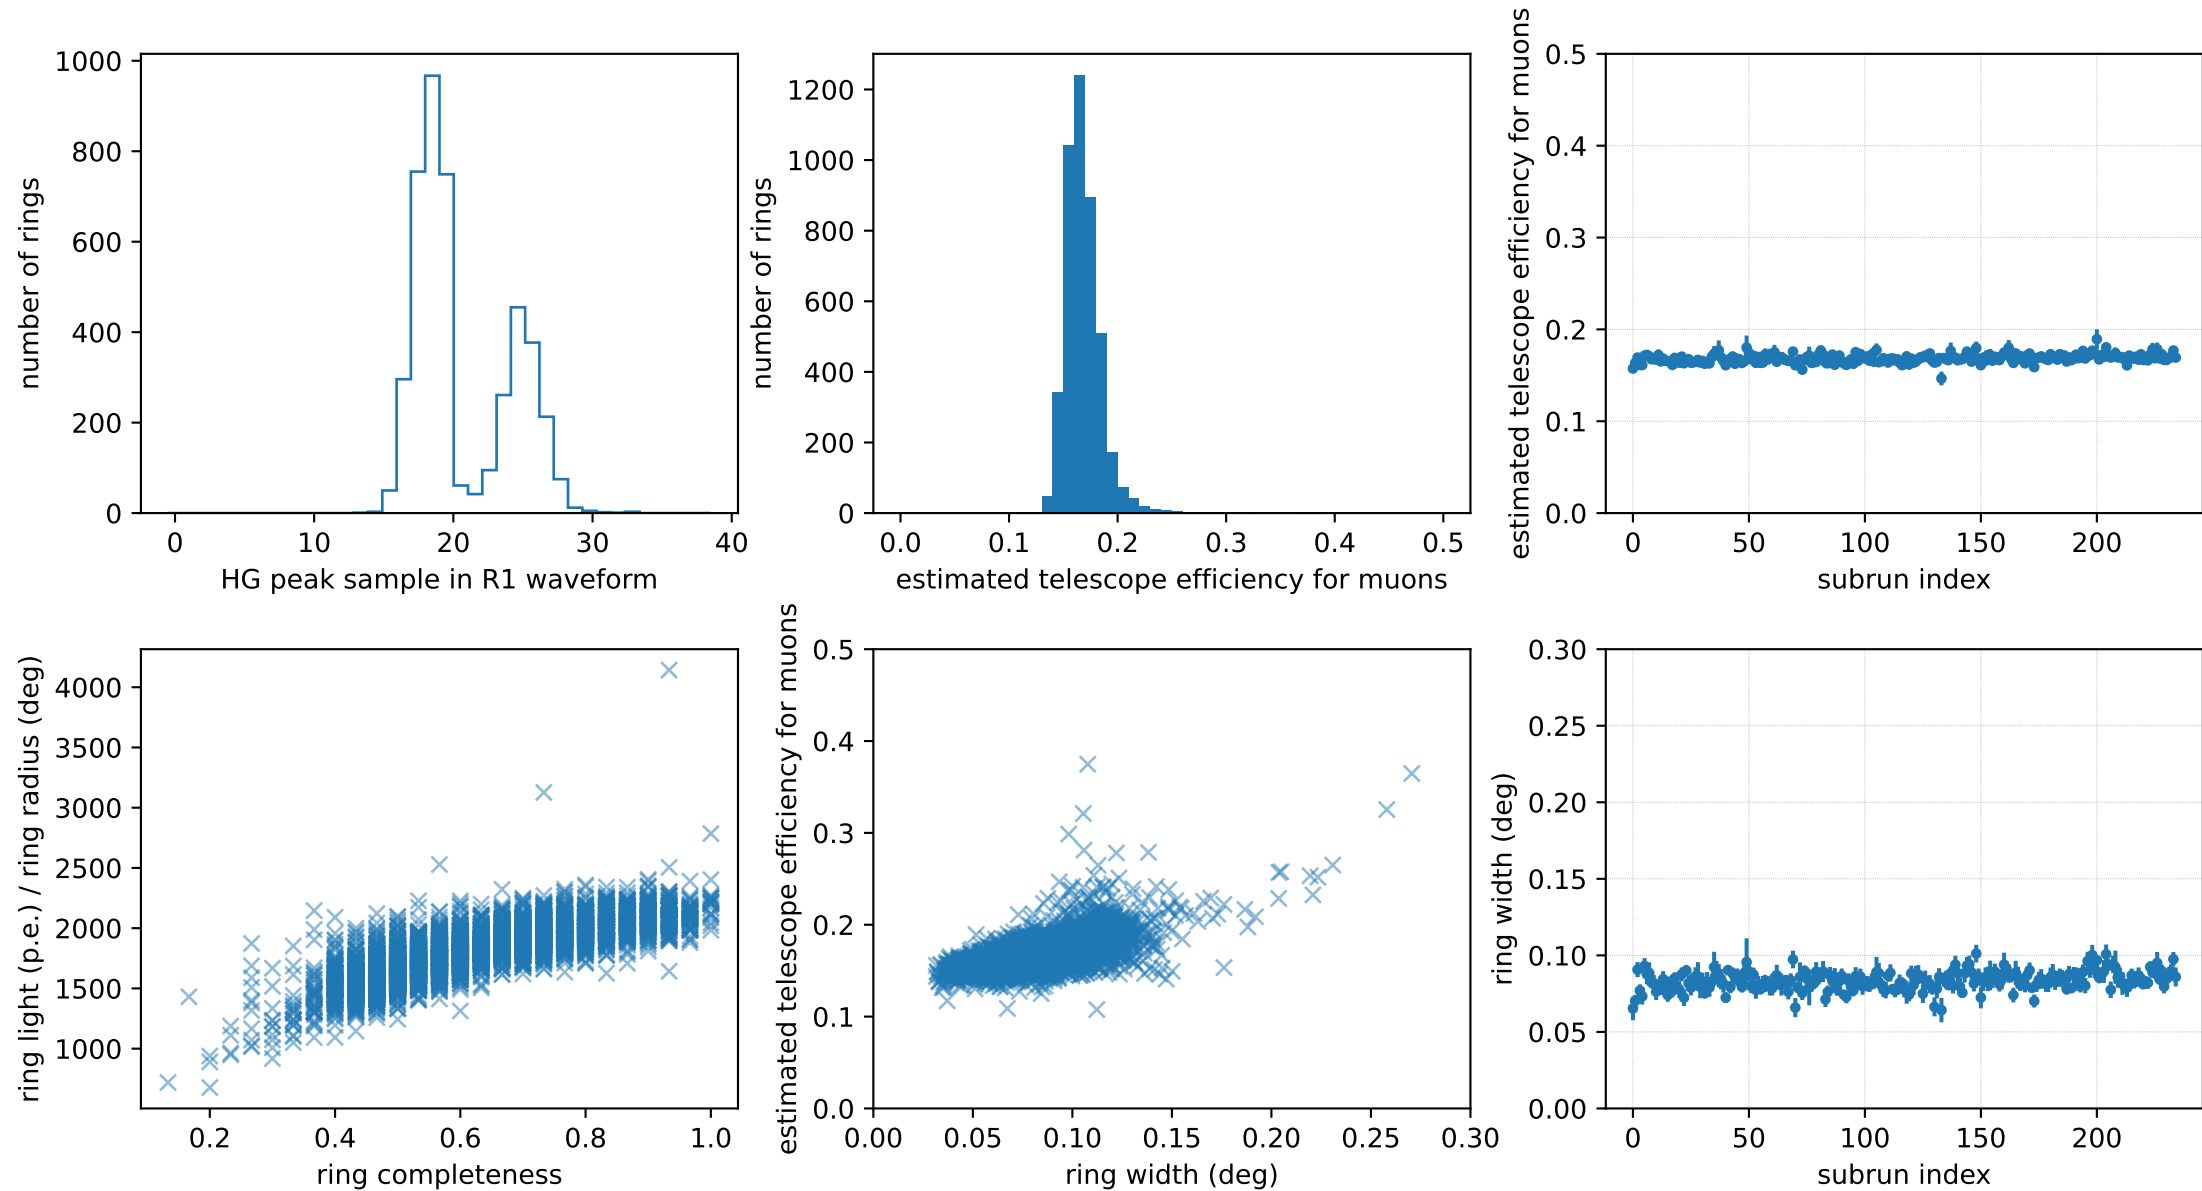 1000
800
600
400
200
0
number of rings
0 10 20 30 40
HG peak sample in R1 waveform
1200
1000
800
600
400
200
0
number of rings
0.0 0.1 0.2 0.3 0.4 0.5
estimated telescope efficiency for muons
0.5
0.4
0.3
0.2
0.1
0.0
estimated telescope efficiency for muons
0 50 100 150 200
subrun index
4000
3500
3000
2500
2000
1500
1000
ring light (p.e.) / ring radius (deg)
0.2 0.4 0.6 0.8 1.0
ring completeness
0.5
0.4
0.3
0.2
0.1
0.0
estimated telescope efficiency for muons
0.00 0.05 0.10 0.15 0.20 0.25 0.30
ring width (deg)
0.30
0.25
0.20
0.15
0.10
0.05
0.00
ring width (deg)
0 50 100 150 200
subrun index